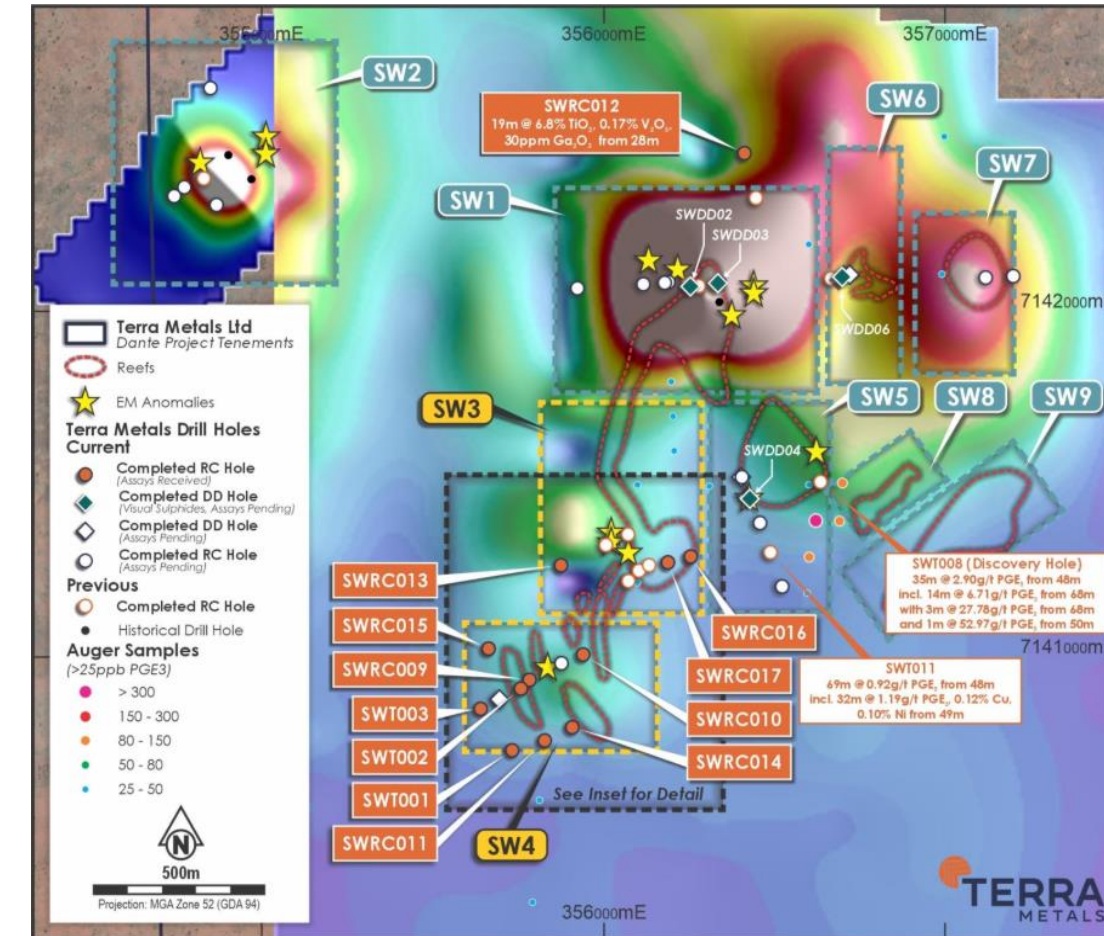 355000mE
356000mE
357000mE
SW2
SWRC012
19m @ 6.8% TiO₂, 0.17% V₂O₅,
30ppm Ga₂O₃ from 28m
SW6
SW7
SW1
SWDD02
SWDD03
7142000mE
SWDD06
Terra Metals Ltd
Dante Project Tenements
Reefs
EM Anomalies
Terra Metals Drill Holes
Current
Completed RC Hole
(Assays Received)
Completed DD Hole
(Visual Sulphides, Assays Pending)
Completed DD Hole
(Assays Pending)
Completed RC Hole
(Assays Pending)
Previous
Completed RC Hole
Historical Drill Hole
Auger Samples
(>25ppb PGE3)
> 300
150 - 300
80 - 150
50 - 80
25 - 50
N
500m
Projection: MGA Zone 52 (GDA 94)
SW3
SW5
SW8
SW9
SWDD04
SWT008 (Discovery Hole)
35m @ 2.90g/t PGE, from 48m
incl. 14m @ 6.71g/t PGE, from 68m
with 3m @ 27.78g/t PGE, from 68m
and 1m @ 52.97g/t PGE, from 50m
SWRC013
SWRC015
SWRC009
SWT003
SWT002
SWT001
SWRC011
SWRC016
7141000mE
SWRC017
SWRC010
SWRC014
SWT011
69m @ 0.92g/t PGE, from 48m
incl. 32m @ 1.19g/t PGE₃, 0.12% Cu,
0.10% Ni from 49m
See Inset for Detail
SW4
356000mE
TERRA
METALS